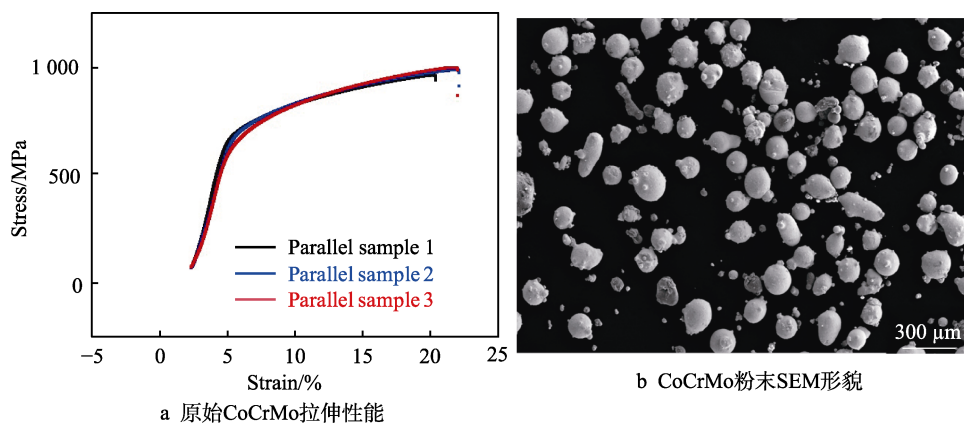 Stress/MPa
1 000
500
0
Parallel sample 1
Parallel sample 2
Parallel sample 3
−5
0
5
10
15
20
25
Strain/%
a 原始CoCrMo拉伸性能
300 µm
b CoCrMo粉末SEM形貌